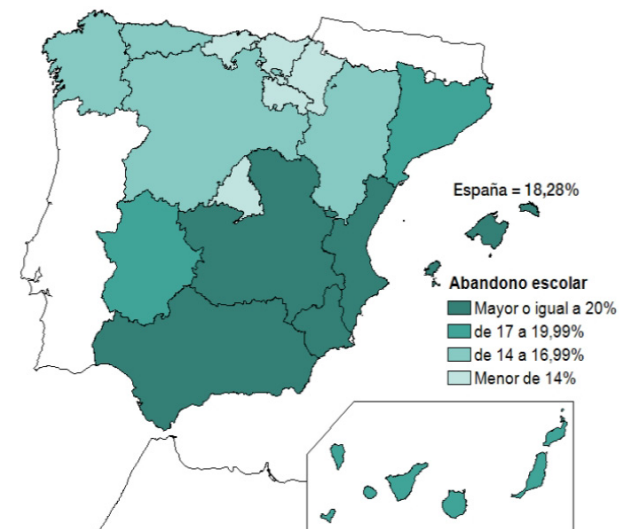 España = 18,28%
Abandono escolar
Mayor o igual a 20%
de 17 a 19,99%
de 14 a 16,99%
Menor de 14%